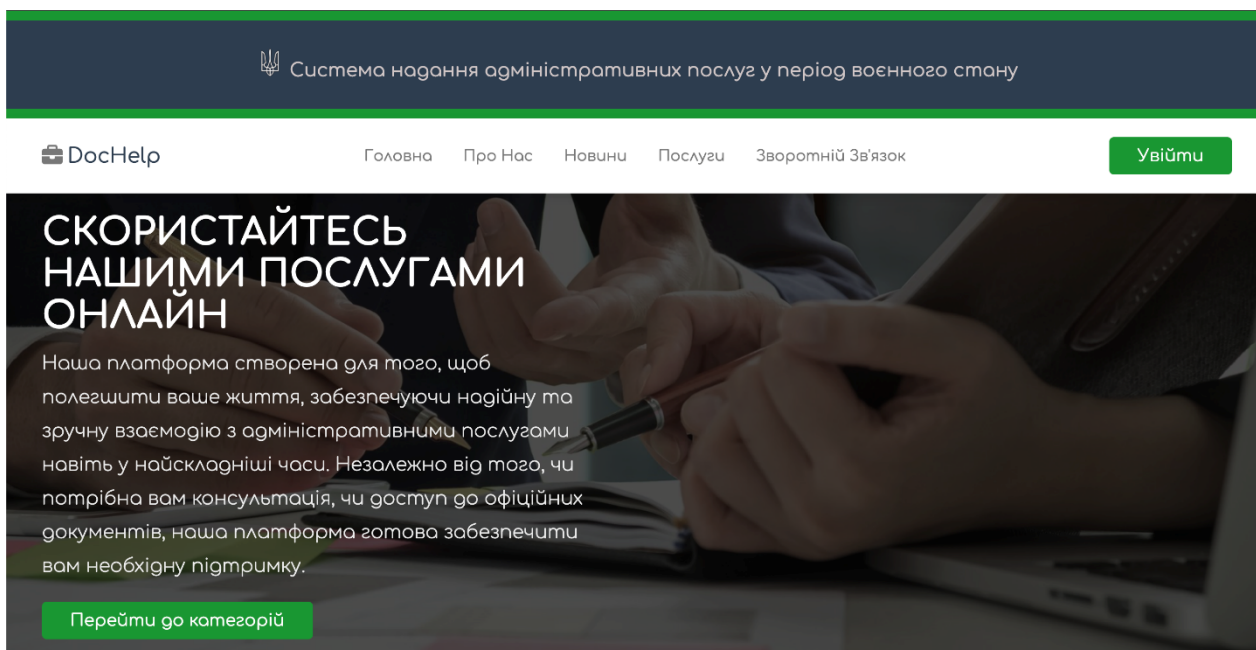 Система надання адміністративних послуг у період воєнного стану
DocHelp
Головна Про Нас Новини Послуги Зворотній Зв'язок
Увійти
СКОРИСТАЙТЕСЬ
НАШИМИ ПОСЛУГАМИ
ОНЛАЙН
Наша платформа створена для того, щоб
полегшити ваше життя, забезпечуючи надійну та
зручну взаємодію з адміністративними послугами
навіть у найскладніші часи. Незалежно від того, чи
потрібна вам консультація, чи доступ до офіційних
документів, наша платформа готова забезпечити
вам необхідну підтримку.
Перейти до категорій